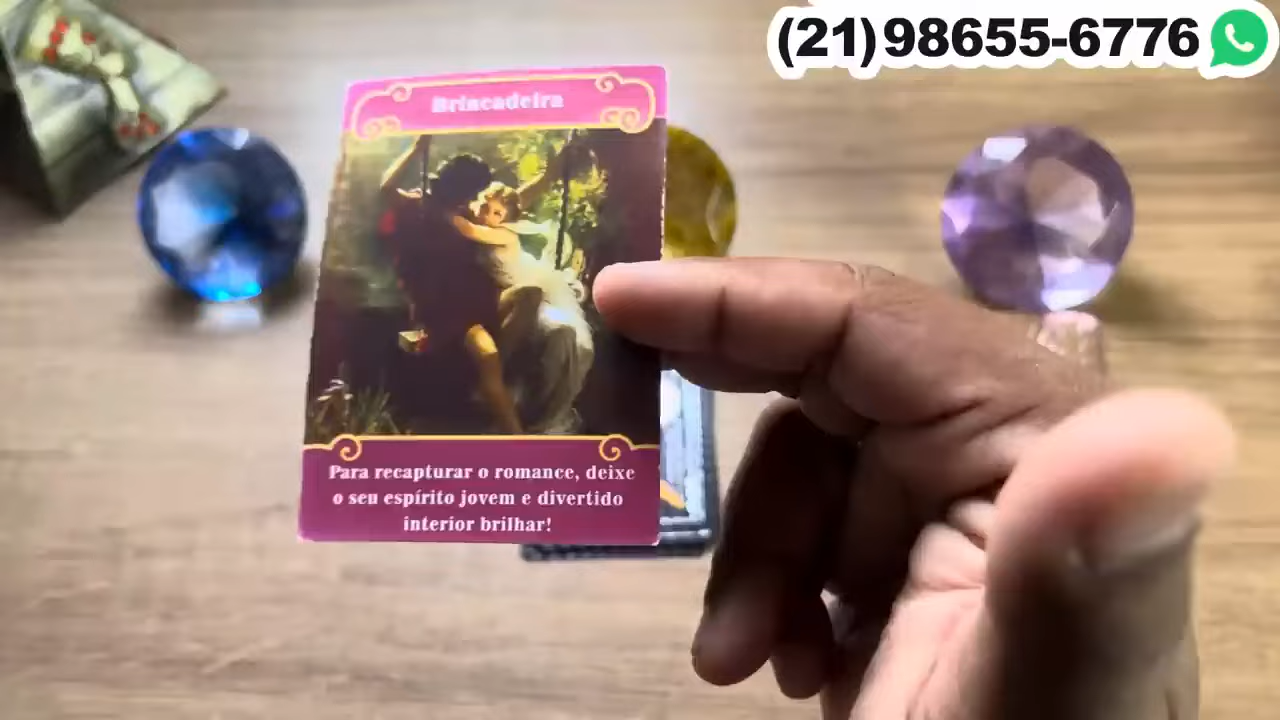 (21)98655-6776
Brincadeira
Para recapturar o romance, deixe
o seu espírito jovem e divertido
interior brilhar!